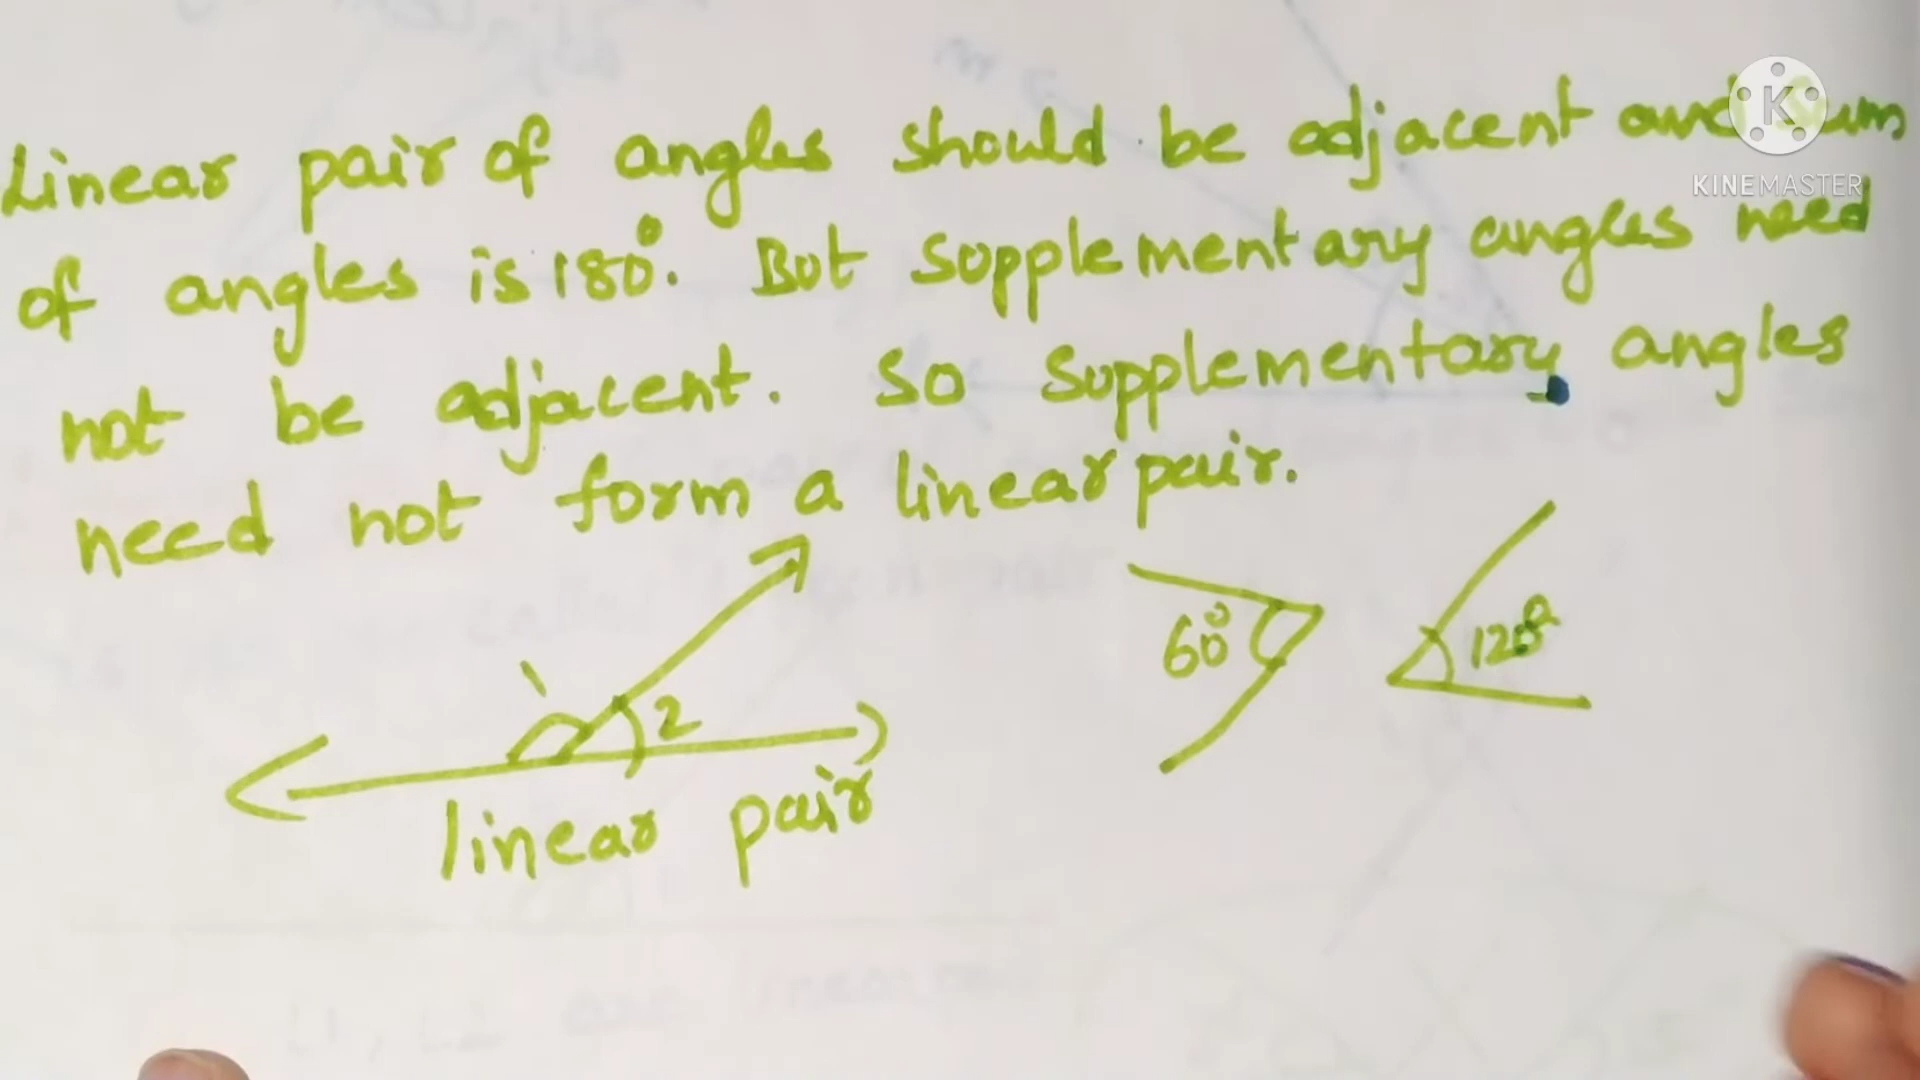 Linear pair of angles should be adjacent and sum
of angles is 180°. But supplementary angles need
not be adjacent. So supplementary angles
need not form a linear pair.
60° 120°
1 2
linear pair
K
KINEMASTER